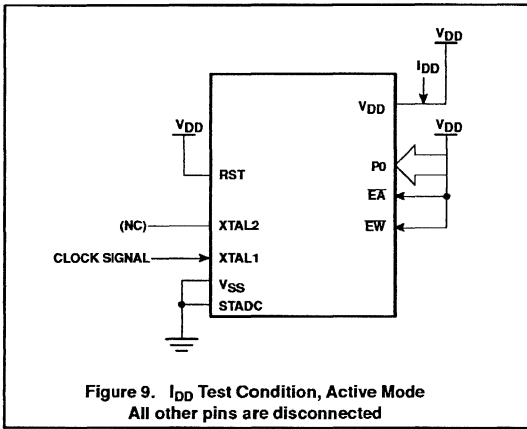 VDD
IDD
VDD
VDD
VDD
RST
P0
EA
(NC)
XTAL2
EW
CLOCK SIGNAL
XTAL1
VSS
STADC
Figure 9. IDD Test Condition, Active Mode
All other pins are disconnected